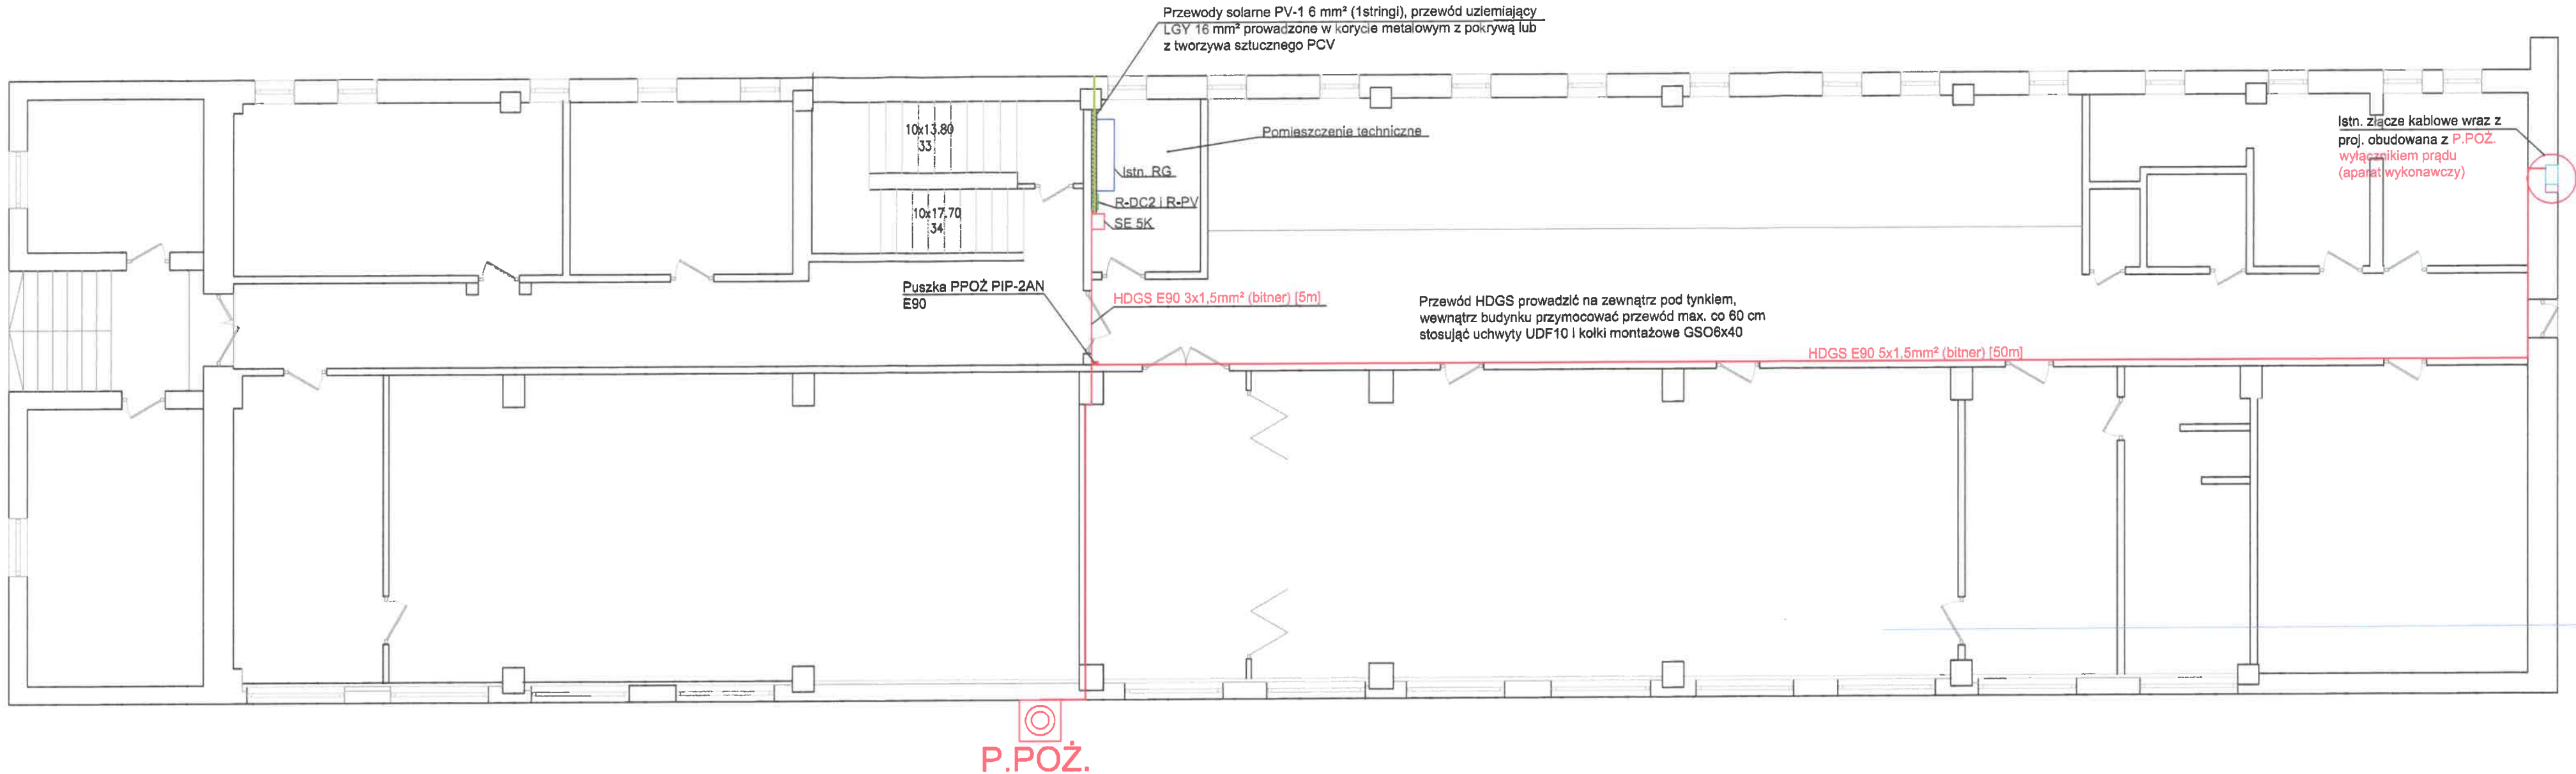 Przewody solarne PV-1 6 mm² (1stringi), przewód uziemiający
LGY 16 mm² prowadzone w korycie metalowym z pokrywą lub
z tworzywa sztucznego PCV
10x13.80
33
Pomieszczenie techniczne
Istn. złącze kablowe wraz z
proj. obudowana z P.POŻ.
wyłącznikiem prądu
(aparat wykonawczy)
Istn. RG
R-DC2 i R-PV
10x17.70
34
SE 5K
Puszka PPOŻ PIP-2AN
E90
HDGS E90 3x1,5mm² (bitner) [5m]
Przewód HDGS prowadzić na zewnątrz pod tynkiem,
wewnątrz budynku przymocować przewód max. co 60 cm
stosująć uchwyty UDF10 i kołki montażowe GSO6x40
HDGS E90 5x1,5mm² (bitner) [50m]
P.POŻ.